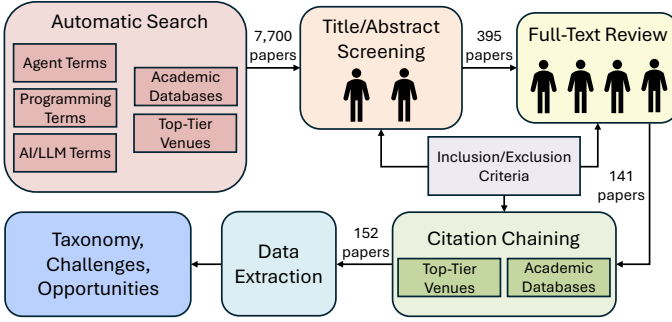 Automatic Search
Agent Terms
Programming
Terms
AI/LLM Terms
Academic
Databases
Top-Tier
Venues
7,700
papers
Title/Abstract
Screening
395
papers
Full-Text Review
Inclusion/Exclusion
Criteria
141
papers
Citation Chaining
Top-Tier
Venues
Academic
Databases
152
papers
Data
Extraction
Taxonomy,
Challenges,
Opportunities